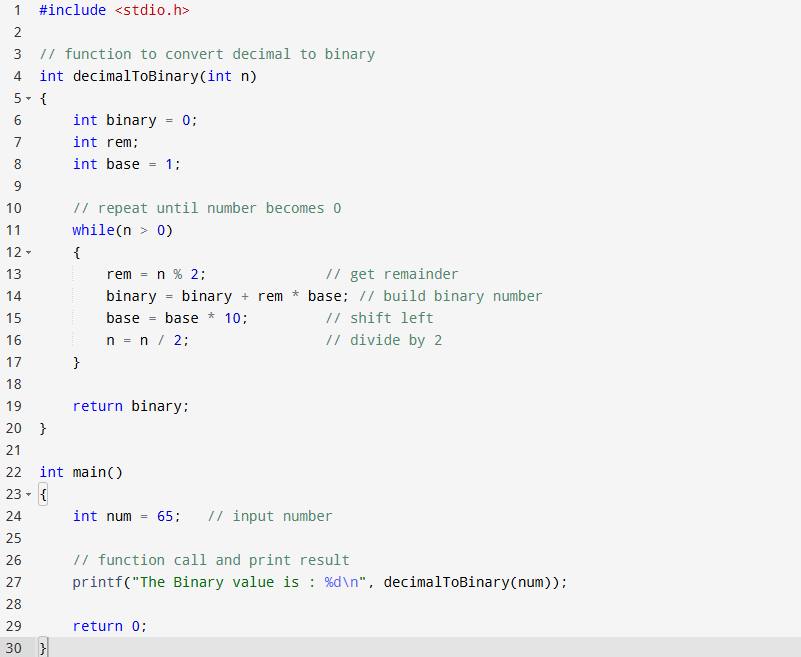 1 #include <stdio.h>
2
3 // function to convert decimal to binary
4 int decimalToBinary(int n)
5 {
6     int binary = 0;
7     int rem;
8     int base = 1;
9
10     // repeat until number becomes 0
11     while(n > 0)
12     {
13         rem = n % 2;              // get remainder
14         binary = binary + rem * base; // build binary number
15         base = base * 10;         // shift left
16         n = n / 2;                // divide by 2
17     }
18
19     return binary;
20 }
21
22 int main()
23 {
24     int num = 65;   // input number
25
26     // function call and print result
27     printf("The Binary value is : %d\n", decimalToBinary(num));
28
29     return 0;
30 }